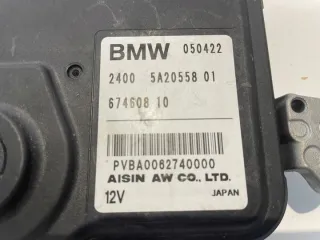 BMW 050422
2400 5A20558 01
674608 10
PVBA0062740000
AISIN AW CO., LTD.
12V JAPAN